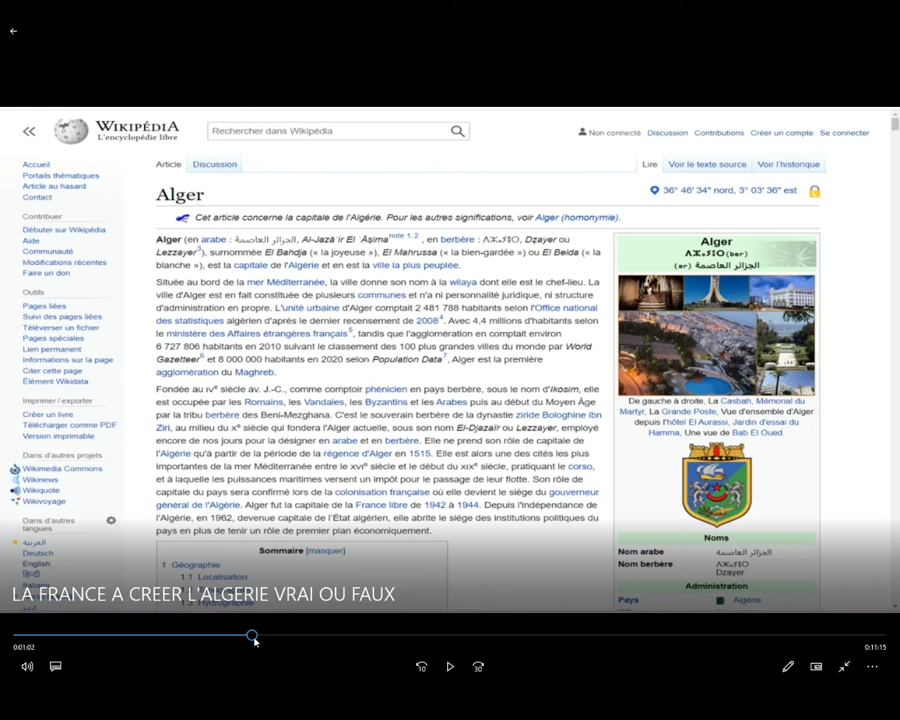 WIKIPÉDIA
L'encyclopédie libre
Rechercher dans Wikipédia
Non connecté Discussion Contributions Créer un compte Se connecter
Article Discussion
Lire Voir le texte source Voir l'historique
Accueil
Portails thématiques
Article au hasard
Contact
Contribuer
Débuter sur Wikipédia
Aide
Communauté
Modifications récentes
Faire un don
Outils
Pages liées
Suivi des pages liées
Téléverser un fichier
Pages spéciales
Lien permanent
Informations sur la page
Citer cette page
Élément Wikidata
Imprimer / exporter
Créer un livre
Télécharger comme PDF
Version imprimable
Dans d'autres projets
Wikimedia Commons
Wikinews
Wikiquote
Wikivoyage
Dans d'autres
langues
العربية
Deutsch
English
हिन्दी
Alger
36° 46′ 34″ nord, 3° 03′ 36″ est
Cet article concerne la capitale de l'Algérie. Pour les autres significations, voir Alger (homonymie).
Alger (en arabe : الجزائر العاصمة, Al-Jazāʾir El ʿĀṣima note 1, 2 , en berbère : ⴷⵣⴰⵢⴻⵔ, Dzayer ou
Lezzayer3), surnommée El Bahdja (« la joyeuse »), El Mahrussa (« la bien-gardée ») ou El Beida (« la
blanche »), est la capitale de l'Algérie et en est la ville la plus peuplée.
Située au bord de la mer Méditerranée, la ville donne son nom à la wilaya dont elle est le chef-lieu. La
ville d'Alger est en fait constituée de plusieurs communes et n'a ni personnalité juridique, ni structure
d'administration en propre. L'unité urbaine d'Alger comptait 2 481 788 habitants selon l'Office national
des statistiques algérien d'après le dernier recensement de 20084. Avec 4,4 millions d'habitants selon
le ministère des Affaires étrangères français5, tandis que l'agglomération en comptait environ
6 727 806 habitants en 2010 suivant le classement des 100 plus grandes villes du monde par World
Gazetteer6 et 8 000 000 habitants en 2020 selon Population Data7, Alger est la première
agglomération du Maghreb.
Fondée au IVe siècle av. J.-C., comme comptoir phénicien en pays berbère, sous le nom d'Ikosim, elle
est occupée par les Romains, les Vandales, les Byzantins et les Arabes puis au début du Moyen Âge
par la tribu berbère des Beni-Mezghana. C'est le souverain berbère de la dynastie ziride Bologhine ibn
Ziri, au milieu du Xe siècle qui fondera l'Alger actuelle, sous son nom El-Djazaïr ou Lezzayer, employé
encore de nos jours pour la désigner en arabe et en berbère. Elle ne prend son rôle de capitale de
l'Algérie qu'à partir de la période de la régence d'Alger en 1515. Elle est alors une des cités les plus
importantes de la mer Méditerranée entre le XVIe siècle et le début du XIXe siècle, pratiquant le corso,
et à laquelle les puissances maritimes versent un impôt pour le passage de leur flotte. Son rôle de
capitale du pays sera confirmé lors de la colonisation française où elle devient le siège du gouverneur
général de l'Algérie. Alger fut la capitale de France libre de 1942 à 1944. Depuis l'indépendance de
l'Algérie, en 1962, devenue capitale de l'État algérien, elle abrite le siège des institutions politiques du
pays en plus de tenir un rôle de premier plan économiquement.
Sommaire [masquer]
1 Géographie
1.1 Localisation
Hydrographie
Alger
(ber)
(ar) الجزائر العاصمة
De gauche à droite, La Casbah, Mémorial du
Martyr, La Grande Poste, Vue d'ensemble d'Alger
depuis l'hôtel El Aurassi, Jardin d'essai du
Hamma, Une vue de Bab El Oued.
Noms
Nom arabe الجزائر العاصمة
Nom berbère
Dzayer
Administration
Pays Algérie
LA FRANCE A CREER L'ALGERIE VRAI OU FAUX
0:01:02
0:11:15
10
30